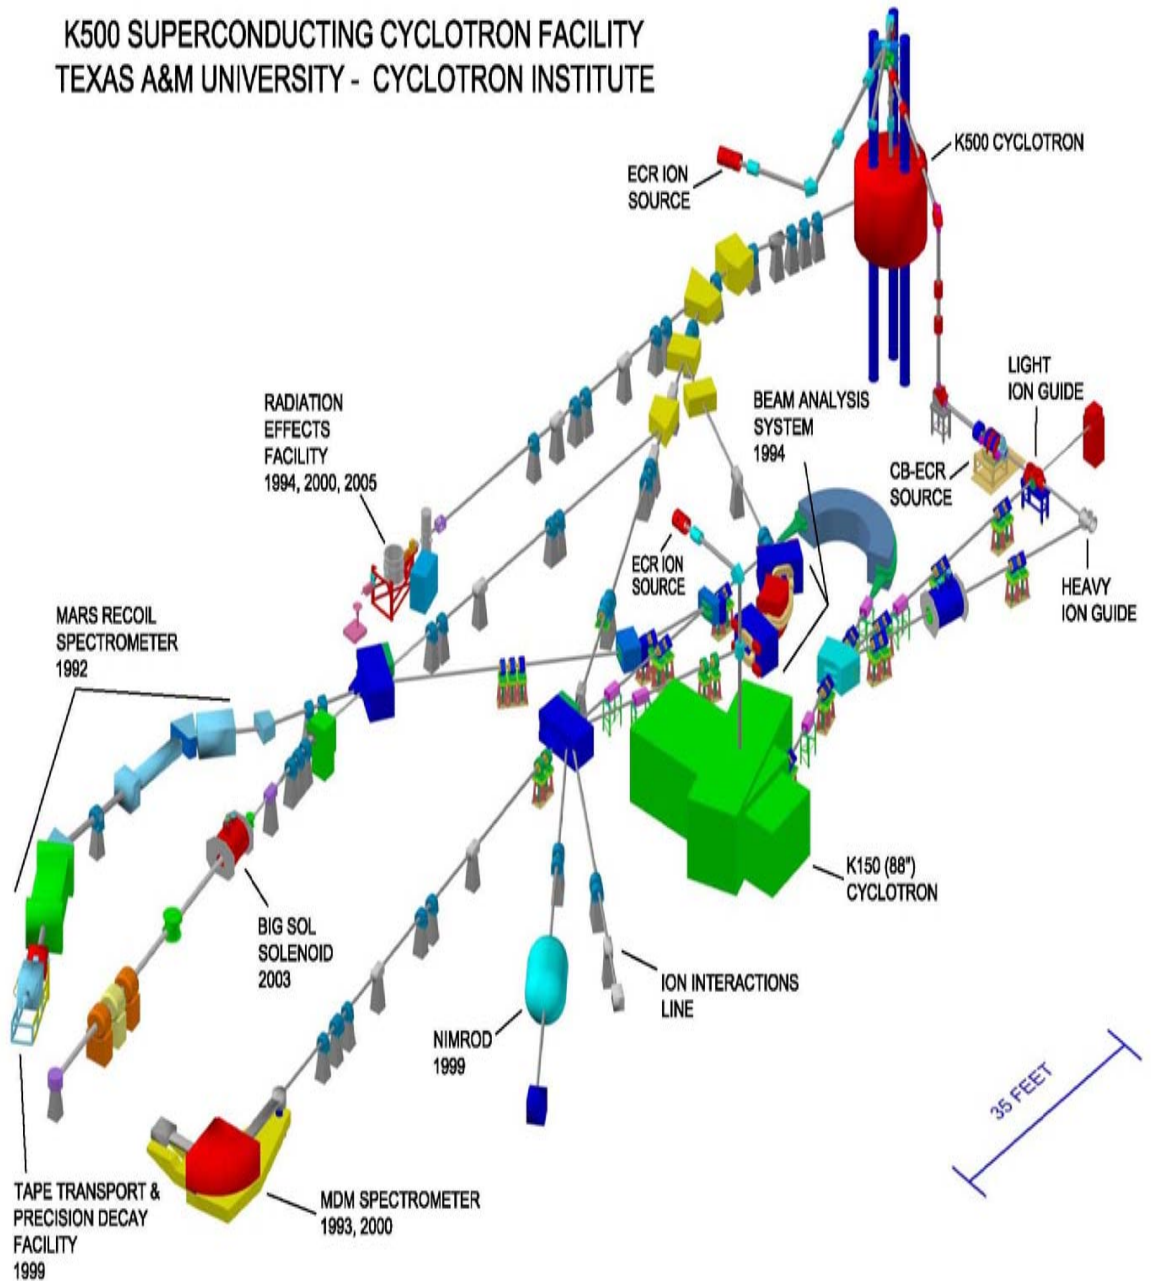 K500 SUPERCONDUCTING CYCLOTRON FACILITY
TEXAS A&M UNIVERSITY - CYCLOTRON INSTITUTE
K500 CYCLOTRON
ECR ION
SOURCE
LIGHT
ION GUIDE
BEAM ANALYSIS
SYSTEM
1994
RADIATION
EFFECTS
FACILITY
1994, 2000, 2005
CB-ECR
SOURCE
ECR ION
SOURCE
HEAVY
ION GUIDE
MARS RECOIL
SPECTROMETER
1992
K150 (88")
CYCLOTRON
BIG SOL
SOLENOID
2003
ION INTERACTIONS
LINE
NIMROD
1999
35 FEET
TAPE TRANSPORT &
PRECISION DECAY
FACILITY
1999
MDM SPECTROMETER
1993, 2000